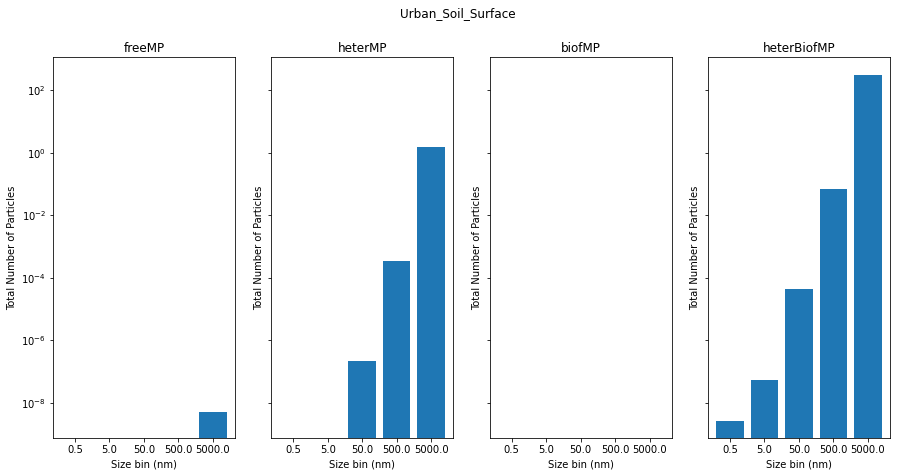 Urban_Soil_Surface
freeMP
heterMP
biofMP
heterBiofMP
Total Number of Particles
10^2
10^0
10^-2
10^-4
10^-6
10^-8
0.5 5.0 50.0 500.0 5000.0
Size bin (nm)
Total Number of Particles
0.5 5.0 50.0 500.0 5000.0
Size bin (nm)
Total Number of Particles
0.5 5.0 50.0 500.0 5000.0
Size bin (nm)
Total Number of Particles
0.5 5.0 50.0 500.0 5000.0
Size bin (nm)